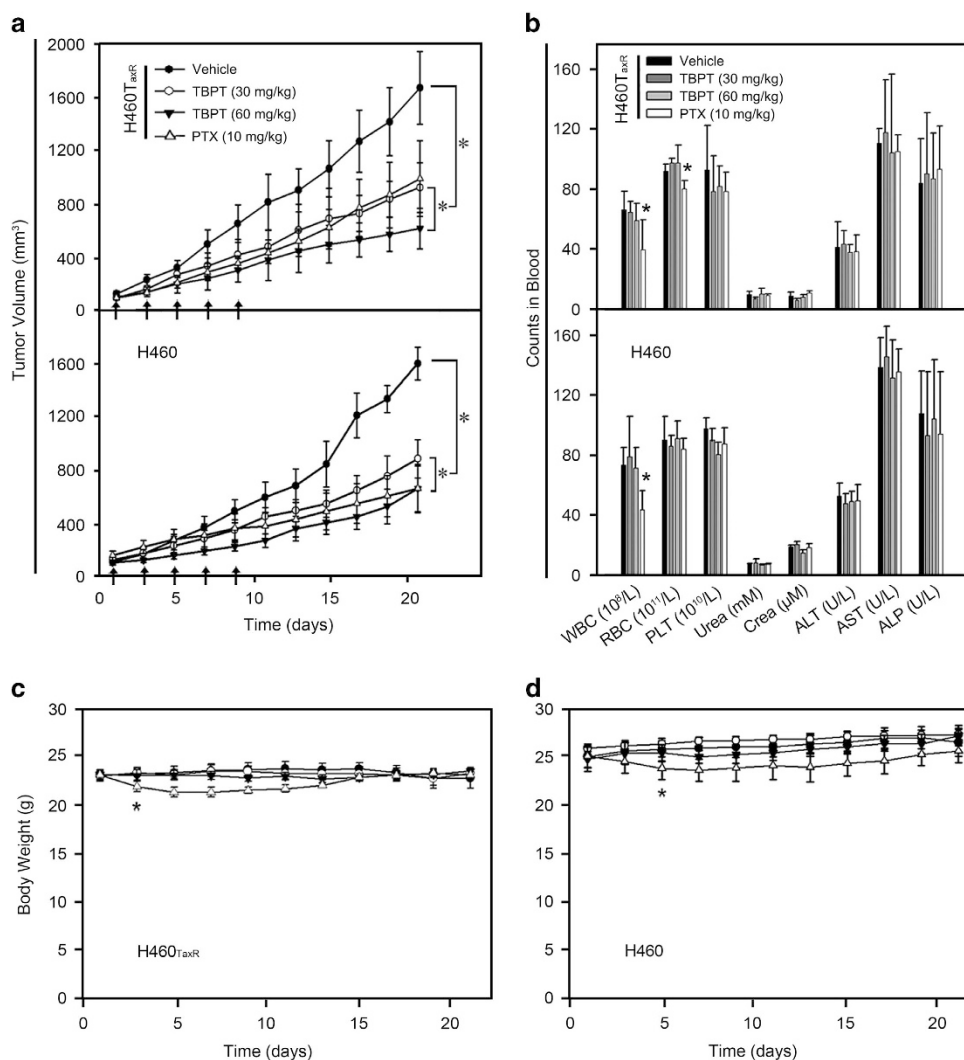 a
Tumor Volume (mm³)
2000
1600
1200
800
400
0
H460TaxR
Vehicle
TBPT (30 mg/kg)
TBPT (60 mg/kg)
PTX (10 mg/kg)
*
*
H460
1600
1200
800
400
0
*
*
0 5 10 15 20
Time (days)
b
Counts in Blood
160
120
80
40
0
H460TaxR
Vehicle
TBPT (30 mg/kg)
TBPT (60 mg/kg)
PTX (10 mg/kg)
*
*
H460
160
120
80
40
0
*
WBC (10⁸/L)
RBC (10¹¹/L)
PLT (10¹⁰/L)
Urea (mM)
Crea (µM)
ALT (U/L)
AST (U/L)
ALP (U/L)
c
Body Weight (g)
30
25
20
15
10
5
0
*
H460TaxR
0 5 10 15 20
Time (days)
d
30
25
20
15
10
5
0
*
H460
0 5 10 15 20
Time (days)